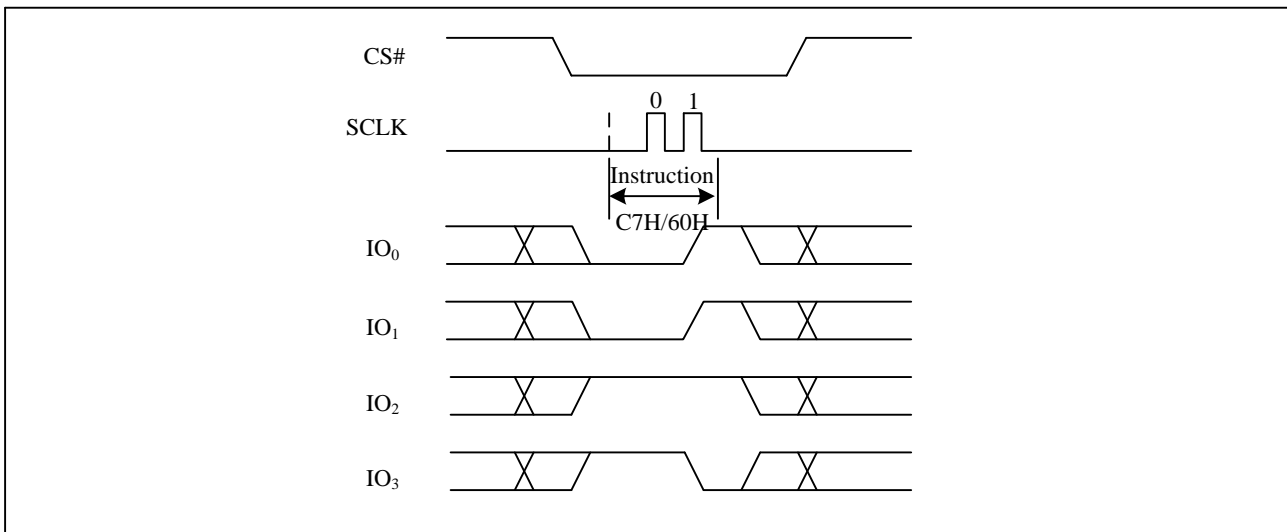 CS#
0 1
SCLK
Instruction
C7H/60H
IO₀
IO₁
IO₂
IO₃